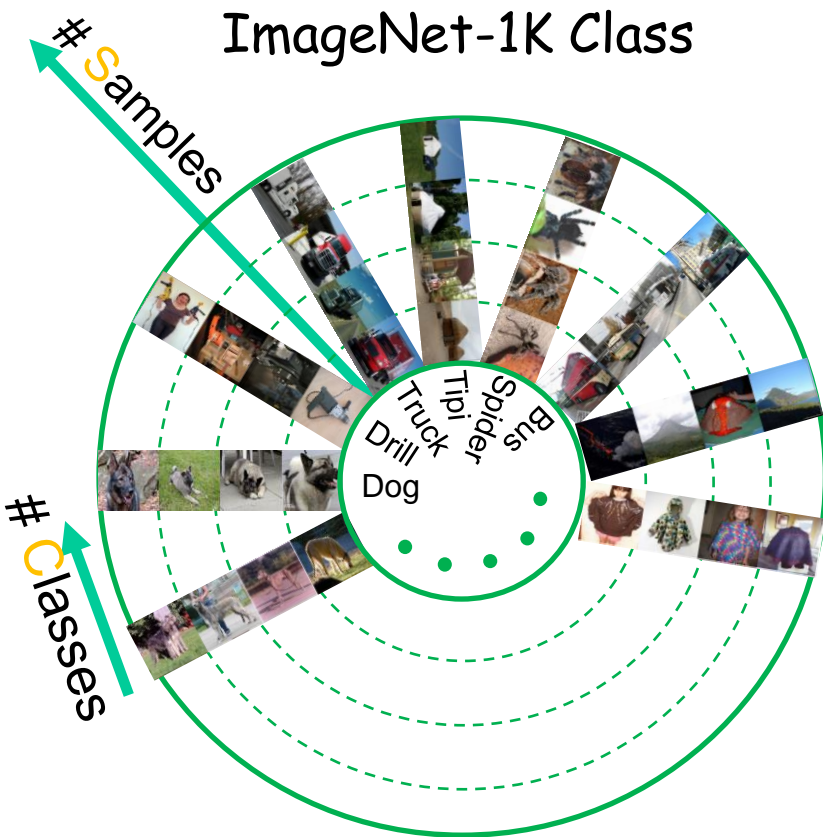 ImageNet-1K Class
# Samples
# Classes
Dog
Drill
Truck
Tipi
Spider
Bus